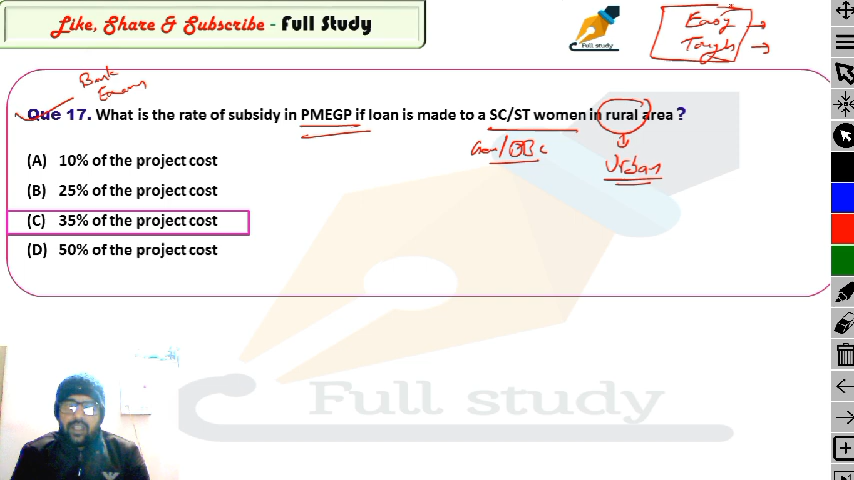 Like, Share & Subscribe - Full Study
Full study
Easy
Tough
Bank
Exams
Que 17. What is the rate of subsidy in PMEGP if loan is made to a SC/ST women in rural area ?
Gen/OBC
Urban
(A) 10% of the project cost
(B) 25% of the project cost
(C) 35% of the project cost
(D) 50% of the project cost
Full study